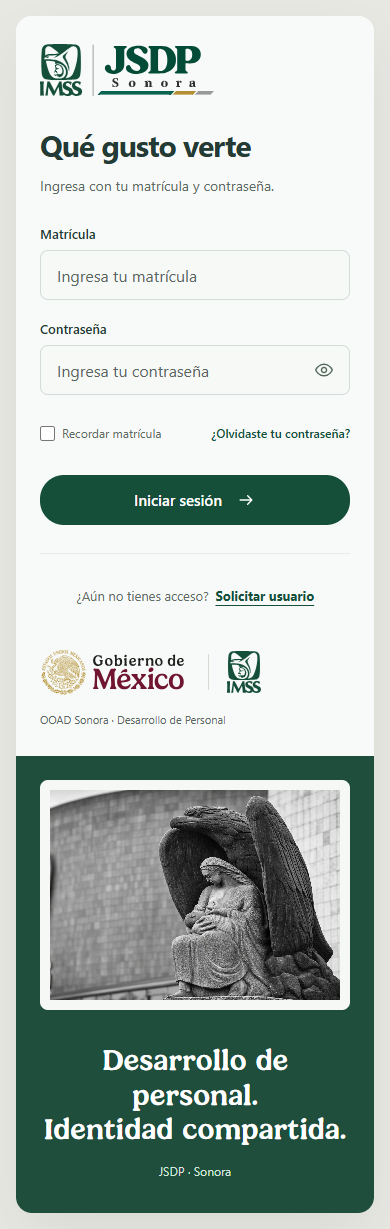 IMSS
JSDP
Sonora
Qué gusto verte
Ingresa con tu matrícula y contraseña.
Matrícula
Ingresa tu matrícula
Contraseña
Ingresa tu contraseña
Recordar matrícula
¿Olvidaste tu contraseña?
Iniciar sesión
¿Aún no tienes acceso? Solicitar usuario
Gobierno de
México
IMSS
OOAD Sonora · Desarrollo de Personal
Desarrollo de
personal.
Identidad compartida.
JSDP · Sonora